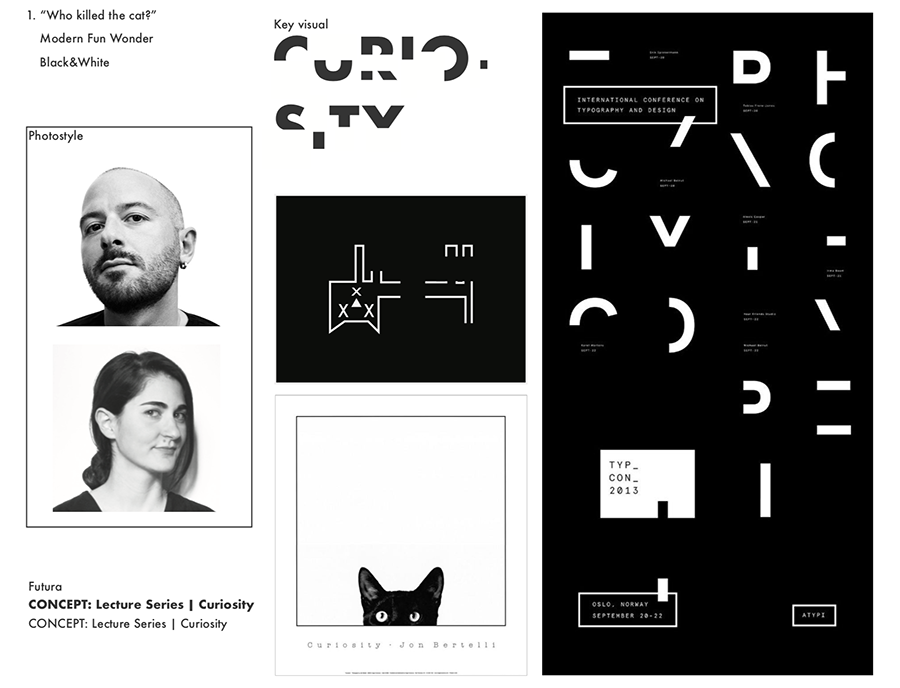 1. “Who killed the cat?”
Modern Fun Wonder
Black&White
Photostyle
Futura
CONCEPT: Lecture Series | Curiosity
CONCEPT: Lecture Series | Curiosity
Key visual
CURIO.
SITY
Curiosity · Jon Bertelli
INTERNATIONAL CONFERENCE ON
TYPOGRAPHY AND DESIGN
TYP_
CON_
2013
OSLO, NORWAY
SEPTEMBER 20-22
ATYPI